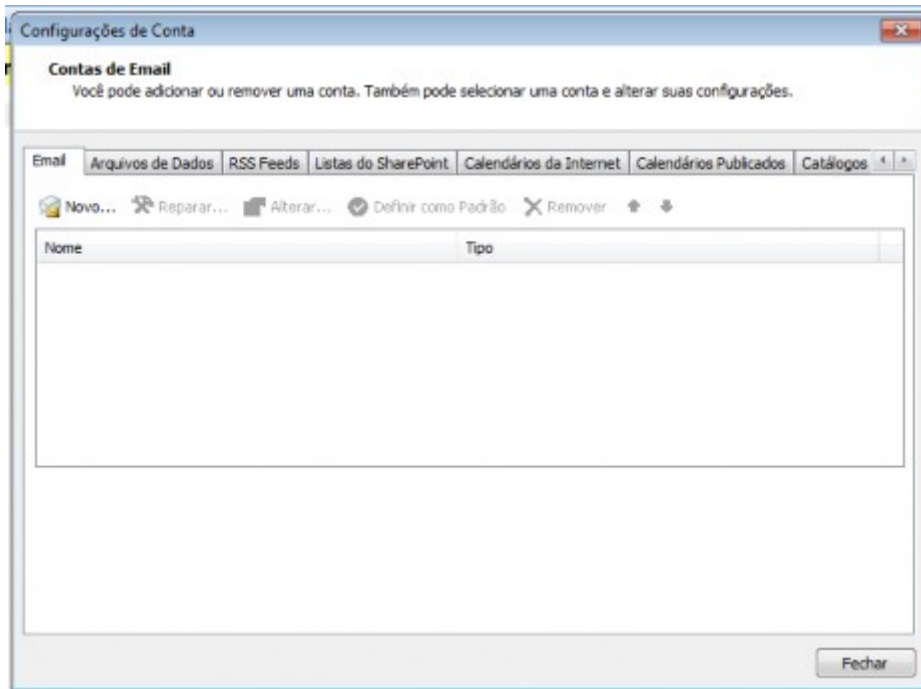 Configurações de Conta
Contas de Email
Você pode adicionar ou remover uma conta. Também pode selecionar uma conta e alterar suas configurações.
Email Arquivos de Dados RSS Feeds Listas do SharePoint Calendários da Internet Calendários Publicados Catálogos
Novo... Reparar... Alterar... Definir como Padrão Remover
Nome Tipo
Fechar